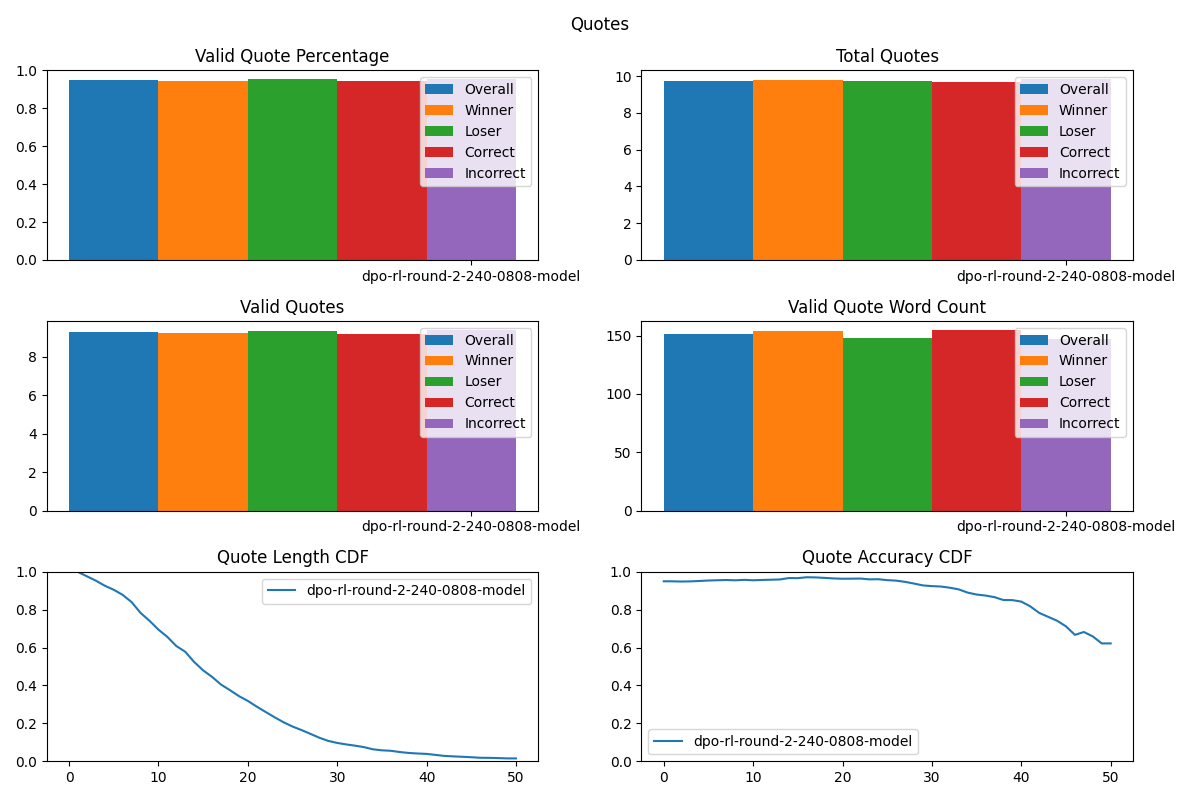 Quotes
Valid Quote Percentage
1.0
0.8
0.6
0.4
0.2
0.0
Overall
Winner
Loser
Correct
Incorrect
dpo-rl-round-2-240-0808-model
Total Quotes
10
8
6
4
2
0
Overall
Winner
Loser
Correct
Incorrect
dpo-rl-round-2-240-0808-model
Valid Quotes
8
6
4
2
0
Overall
Winner
Loser
Correct
Incorrect
dpo-rl-round-2-240-0808-model
Valid Quote Word Count
150
100
50
0
Overall
Winner
Loser
Correct
Incorrect
dpo-rl-round-2-240-0808-model
Quote Length CDF
1.0
0.8
0.6
0.4
0.2
0.0
dpo-rl-round-2-240-0808-model
0 10 20 30 40 50
Quote Accuracy CDF
1.0
0.8
0.6
0.4
0.2
0.0
dpo-rl-round-2-240-0808-model
0 10 20 30 40 50